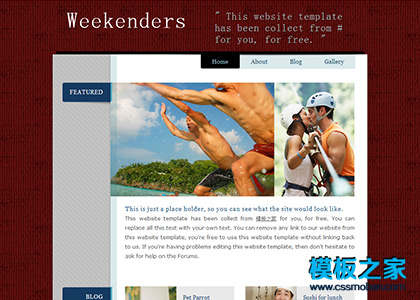 Weekenders
" This website template
has been collect from #
for you, for free. "
Home About Blog Gallery
FEATURED
This is just a place holder, so you can see what the site would look like.
This website template has been collect from 模板之家 for you, for free. You can
replace all this text with your own text. You can remove any link to our website from
this website template, you're free to use this website template without linking back
to us. If you're having problems editing this website template, then don't hesitate to
ask for help on the Forums.
BLOG
Pet Parrot
Sushi for lunch
模板之家
www.cssmoban.com